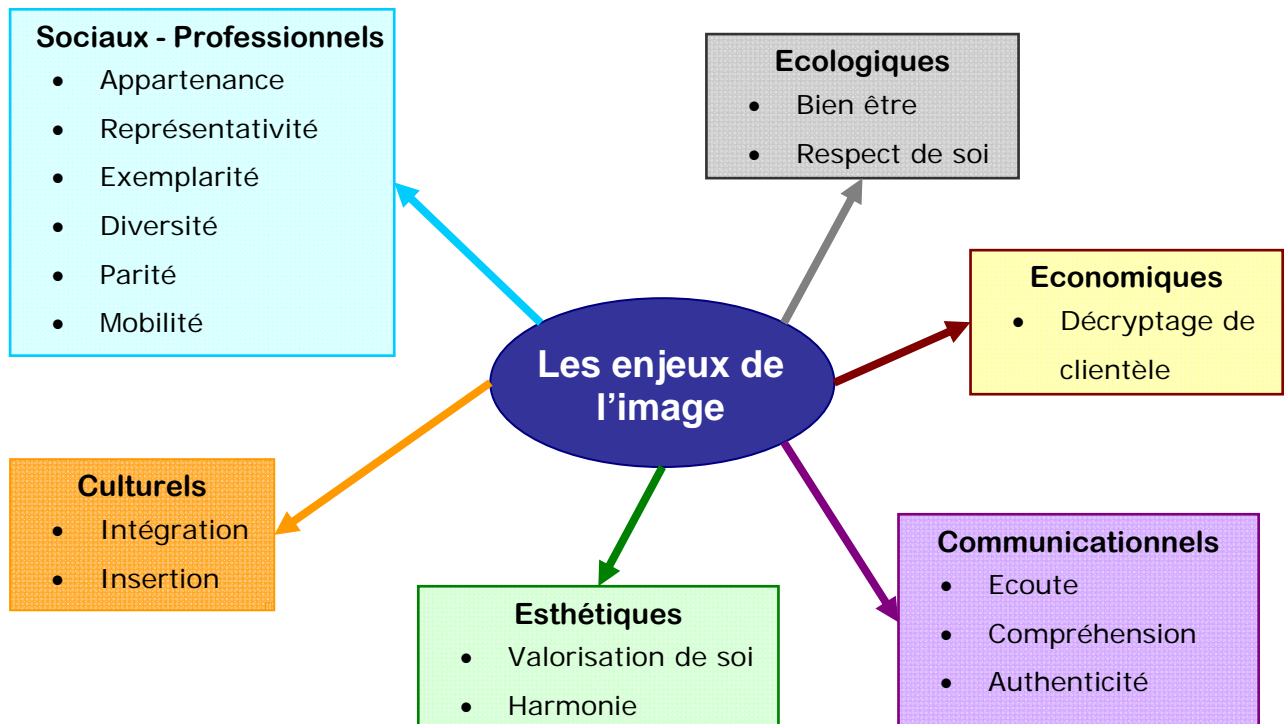 Sociaux - Professionnels
• Appartenance
• Représentativité
• Exemplarité
• Diversité
• Parité
• Mobilité
Ecologiques
• Bien être
• Respect de soi
Economiques
• Décryptage de
clientèle
Les enjeux de
l’image
Culturels
• Intégration
• Insertion
Esthétiques
• Valorisation de soi
• Harmonie
Communicationnels
• Ecoute
• Compréhension
• Authenticité